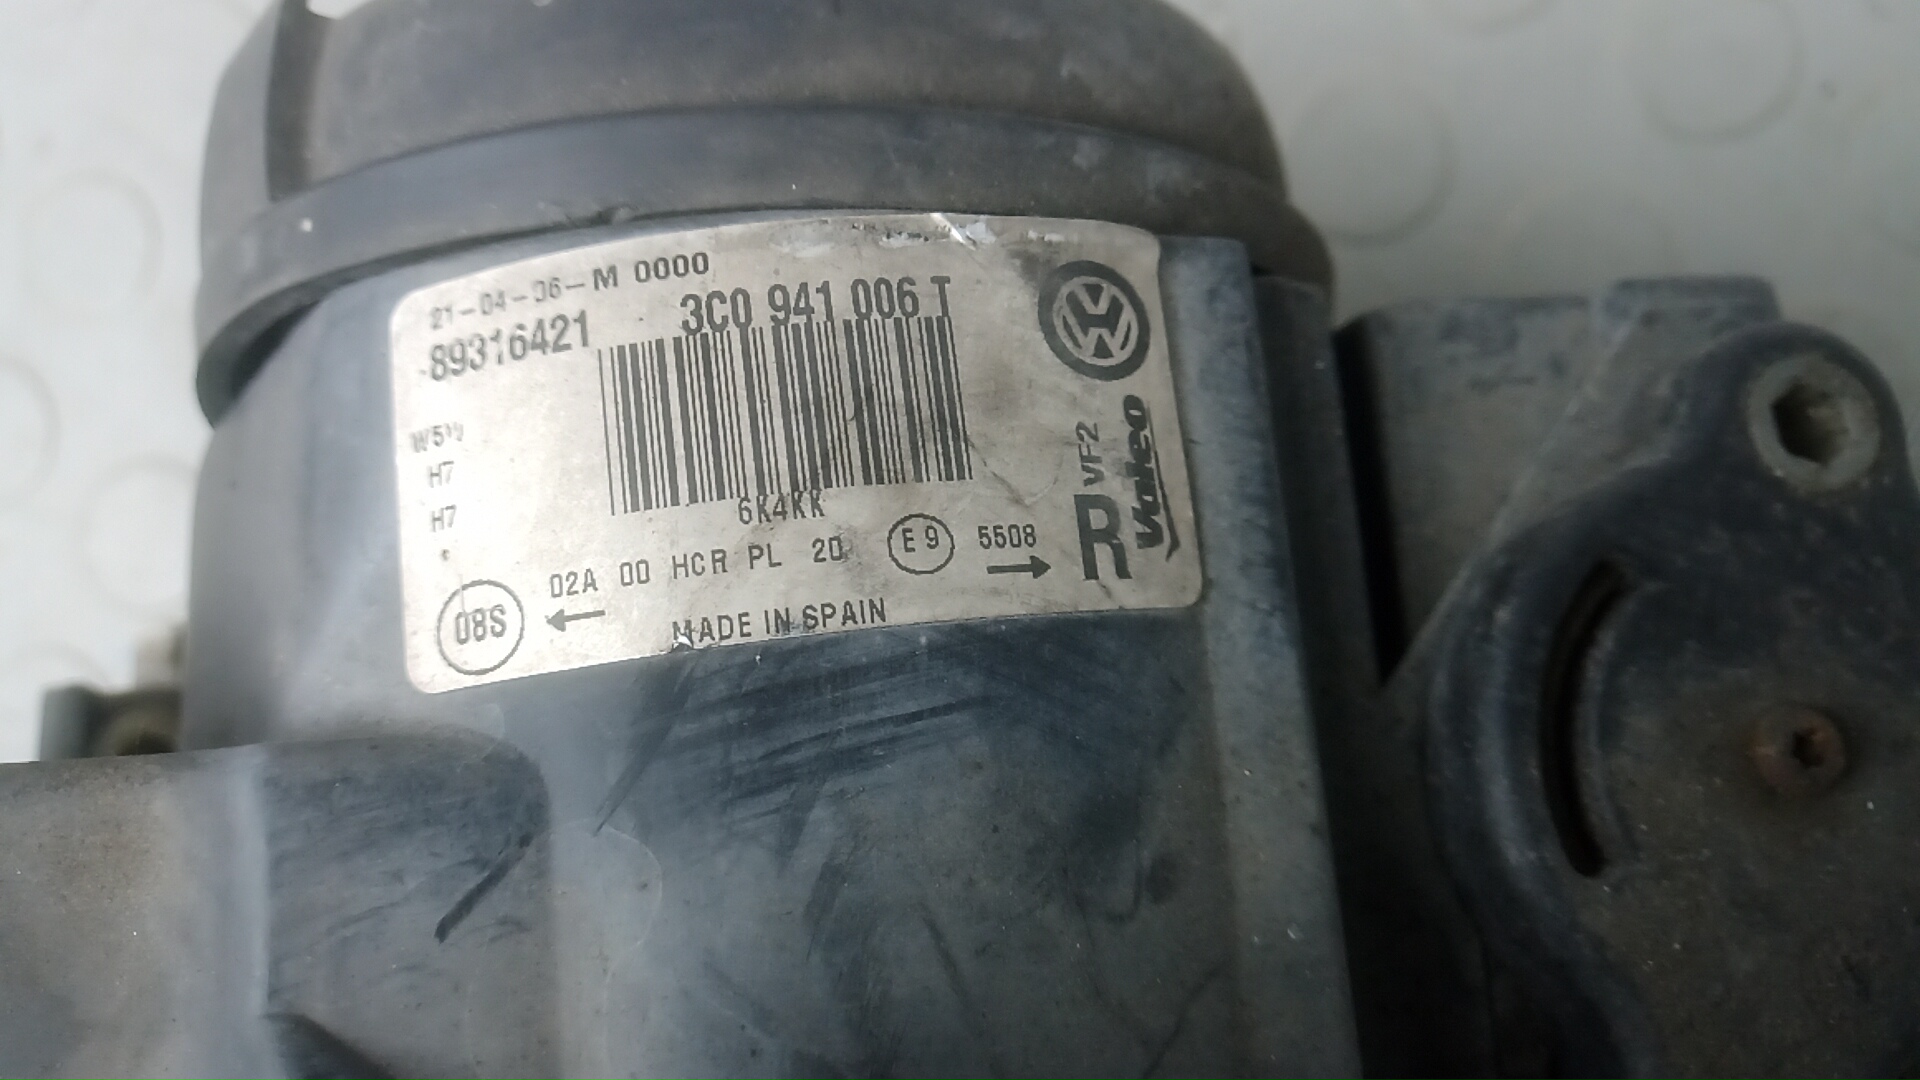 21-04-06-M 0000
89316421 3C0 941 006 T
W5W
H7
H7
6K4KK
VF2
Valeo
R
02A 00 HCR PL 20 E9 5508
08S
MADE IN SPAIN